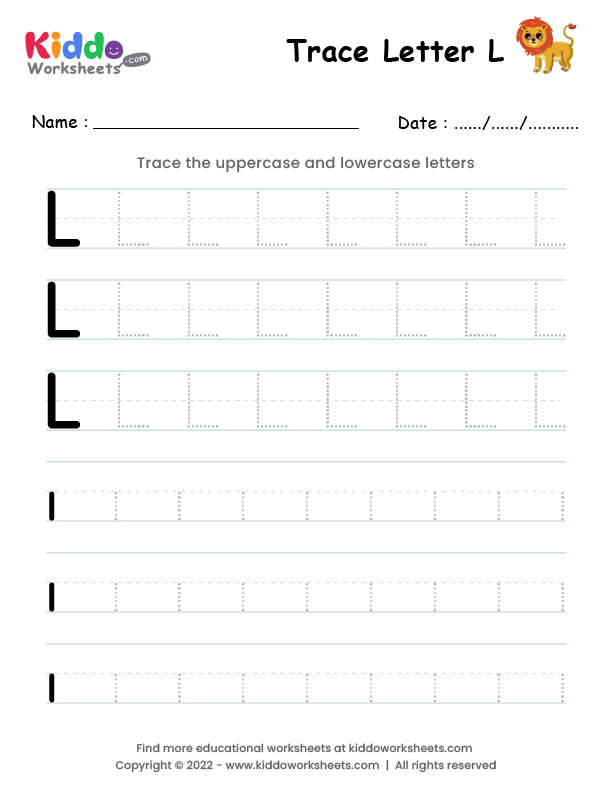 Kiddo
Worksheets .com
Trace Letter L
Name : ___________________________
Date : ....../....../...........
Trace the uppercase and lowercase letters
L L L L L L L L
L L L L L L L L
L L L L L L L L
l l l l l l l l l
l l l l l l l l l
l l l l l l l l l
Find more educational worksheets at kiddoworksheets.com
Copyright © 2022 - www.kiddoworksheets.com | All rights reserved